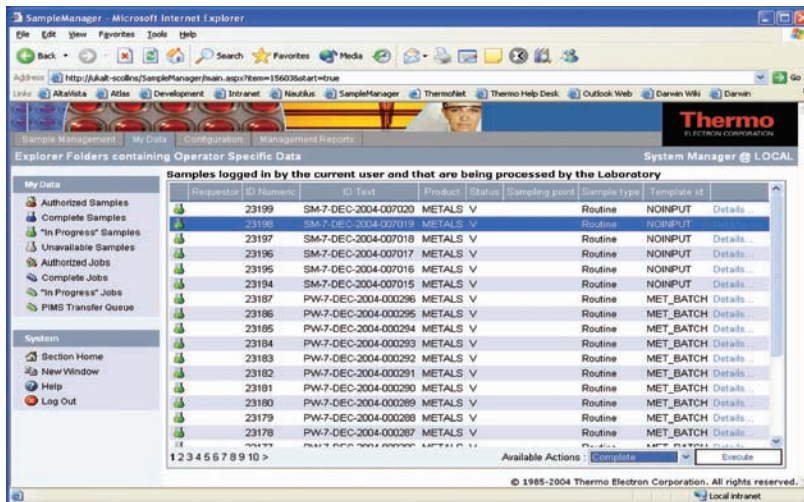 SampleManager - Microsoft Internet Explorer
File Edit View Favorites Tools Help
Back Search Favorites Media
Address http://ukalt-scollins/SampleManager/main.aspx?item=15603&start=true Go
Links AltaVista Atlas Development Intranet Nautilus SampleManager ThermoNet Thermo Help Desk Outlook Web Darwin Wiki Darwin
Thermo
ELECTRON CORPORATION
Sample Management My Data Configuration Management Reports
Explorer Folders containing Operator Specific Data System Manager @ LOCAL
My Data
Authorized Samples
Complete Samples
"In Progress" Samples
Unavailable Samples
Authorized Jobs
Complete Jobs
"In Progress" Jobs
PIMS Transfer Queue
System
Section Home
New Window
Help
Log Out
Samples logged in by the current user and that are being processed by the Laboratory
Requestor ID Numeric ID Text Product Status Sampling point Sample type Template id
23199 SM-7-DEC-2004-007020 METALS V Routine NOINPUT Details...
23198 SM-7-DEC-2004-007019 METALS V Routine NOINPUT
23197 SM-7-DEC-2004-007018 METALS V Routine NOINPUT Details...
23196 SM-7-DEC-2004-007017 METALS V Routine NOINPUT Details...
23195 SM-7-DEC-2004-007016 METALS V Routine NOINPUT Details...
23194 SM-7-DEC-2004-007015 METALS V Routine NOINPUT Details...
23187 PW-7-DEC-2004-000296 METALS V Routine MET_BATCH Details...
23186 PW-7-DEC-2004-000295 METALS V Routine MET_BATCH Details...
23185 PW-7-DEC-2004-000294 METALS V Routine MET_BATCH Details...
23184 PW-7-DEC-2004-000293 METALS V Routine MET_BATCH Details...
23183 PW-7-DEC-2004-000292 METALS V Routine MET_BATCH Details...
23182 PW-7-DEC-2004-000291 METALS V Routine MET_BATCH Details...
23181 PW-7-DEC-2004-000290 METALS V Routine MET_BATCH Details...
23180 PW-7-DEC-2004-000289 METALS V Routine MET_BATCH Details...
23179 PW-7-DEC-2004-000288 METALS V Routine MET_BATCH Details...
23178 PW-7-DEC-2004-000287 METALS V Routine MET_BATCH Details...
1 2 3 4 5 6 7 8 9 10 > Available Actions : Complete Execute
© 1985-2004 Thermo Electron Corporation. All rights reserved.
Local intranet